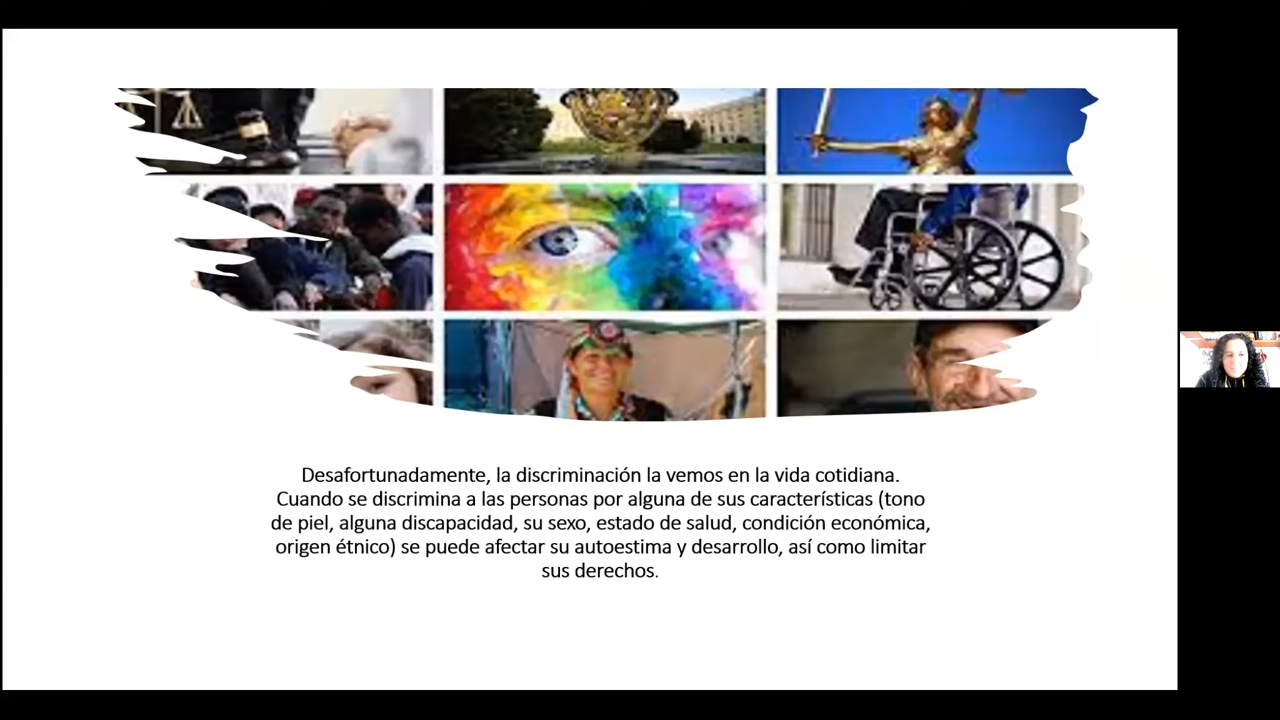 Desafortunadamente, la discriminación la vemos en la vida cotidiana.
Cuando se discrimina a las personas por alguna de sus características (tono
de piel, alguna discapacidad, su sexo, estado de salud, condición económica,
origen étnico) se puede afectar su autoestima y desarrollo, así como limitar
sus derechos.